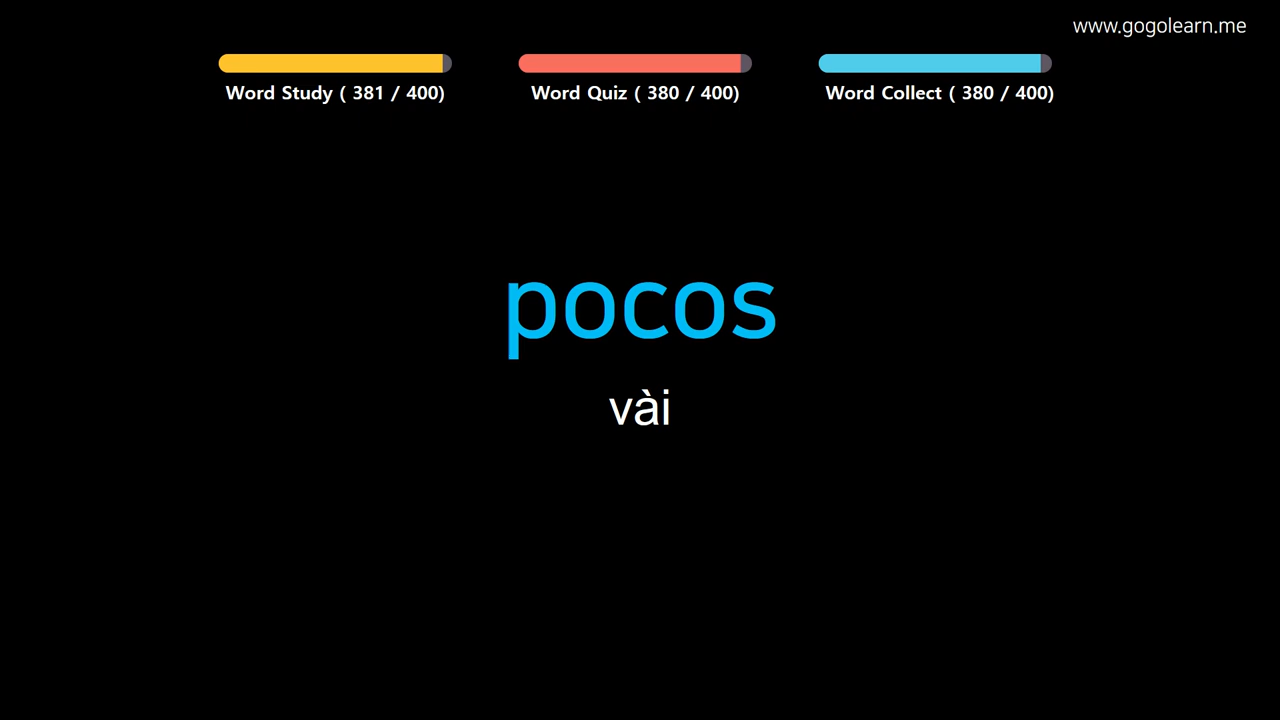 www.gogolearn.me
Word Study ( 381 / 400)
Word Quiz ( 380 / 400)
Word Collect ( 380 / 400)
pocos
vài